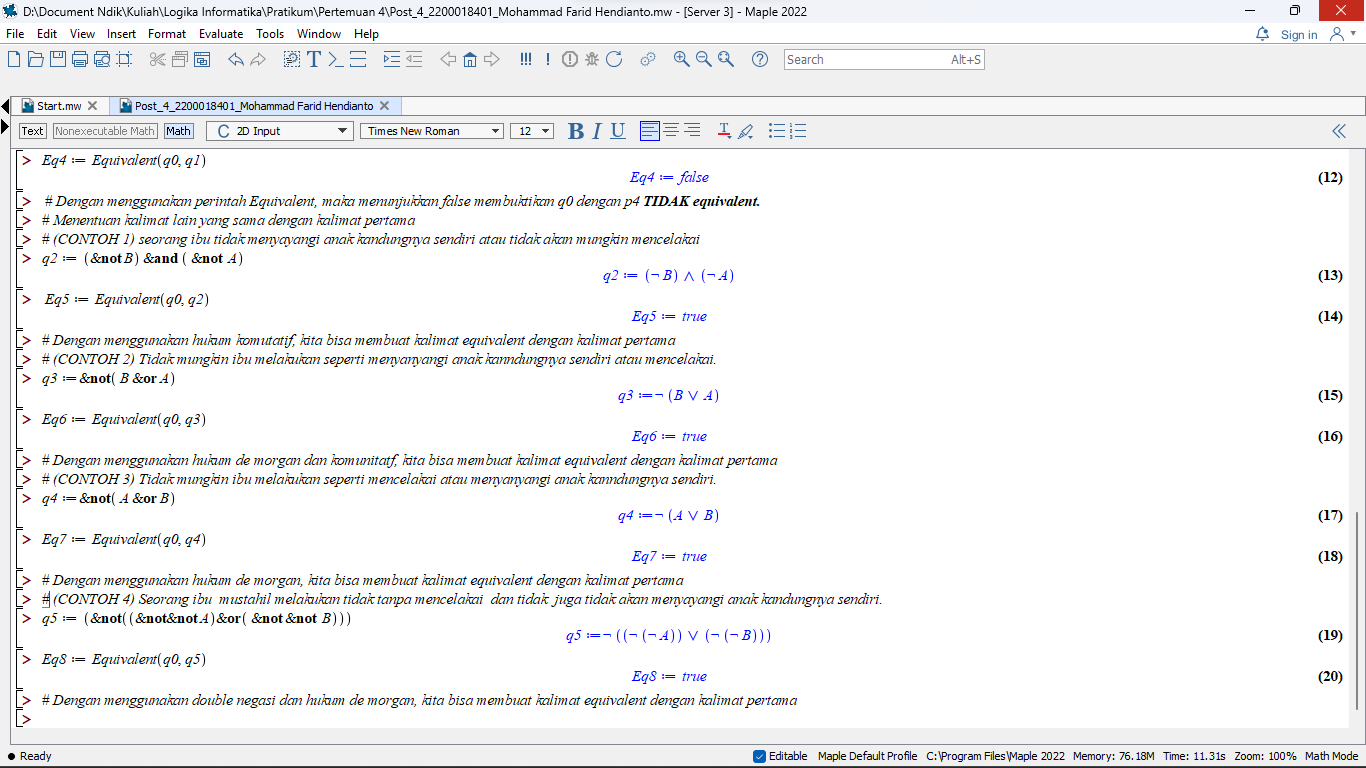 D:\Document Ndik\Kuliah\Logika Informatika\Pratikum\Pertemuan 4\Post_4_2200018401_Mohammad Farid Hendianto.mw - [Server 3] - Maple 2022
File Edit View Insert Format Evaluate Tools Window Help
Sign in
Search Alt+S
Start.mw Post_4_2200018401_Mohammad Farid Hendianto
Text Nonexecutable Math Math C 2D Input Times New Roman 12 B I U
> Eq4 := Equivalent(q0, q1)
Eq4 := false (12)
> # Dengan menggunakan perintah Equivalent, maka menunjukkan false membuktikan q0 dengan p4 TIDAK equivalent.
> # Menentuan kalimat lain yang sama dengan kalimat pertama
> # (CONTOH 1) seorang ibu tidak menyayangi anak kandungnya sendiri atau tidak akan mungkin mencelakai
> q2 := (&not B) &and ( &not A)
q2 := (¬ B) ∧ (¬ A) (13)
> Eq5 := Equivalent(q0, q2)
Eq5 := true (14)
> # Dengan menggunakan hukum komutatif, kita bisa membuat kalimat equivalent dengan kalimat pertama
> # (CONTOH 2) Tidak mungkin ibu melakukan seperti menyanyangi anak kanndungnya sendiri atau mencelakai.
> q3 := &not( B &or A)
q3 := ¬ (B ∨ A) (15)
> Eq6 := Equivalent(q0, q3)
Eq6 := true (16)
> # Dengan menggunakan hukum de morgan dan komunitatf, kita bisa membuat kalimat equivalent dengan kalimat pertama
> # (CONTOH 3) Tidak mungkin ibu melakukan seperti mencelakai atau menyanyangi anak kanndungnya sendiri.
> q4 := &not( A &or B)
q4 := ¬ (A ∨ B) (17)
> Eq7 := Equivalent(q0, q4)
Eq7 := true (18)
> # Dengan menggunakan hukum de morgan, kita bisa membuat kalimat equivalent dengan kalimat pertama
> # (CONTOH 4) Seorang ibu mustahil melakukan tidak tanpa mencelakai dan tidak juga tidak akan menyayangi anak kandungnya sendiri.
> q5 := (&not((&not&not A) &or( &not &not B)))
q5 := ¬ ((¬ (¬ A)) ∨ (¬ (¬ B))) (19)
> Eq8 := Equivalent(q0, q5)
Eq8 := true (20)
> # Dengan menggunakan double negasi dan hukum de morgan, kita bisa membuat kalimat equivalent dengan kalimat pertama
>
Ready Editable Maple Default Profile C:\Program Files\Maple 2022 Memory: 76.18M Time: 11.31s Zoom: 100% Math Mode